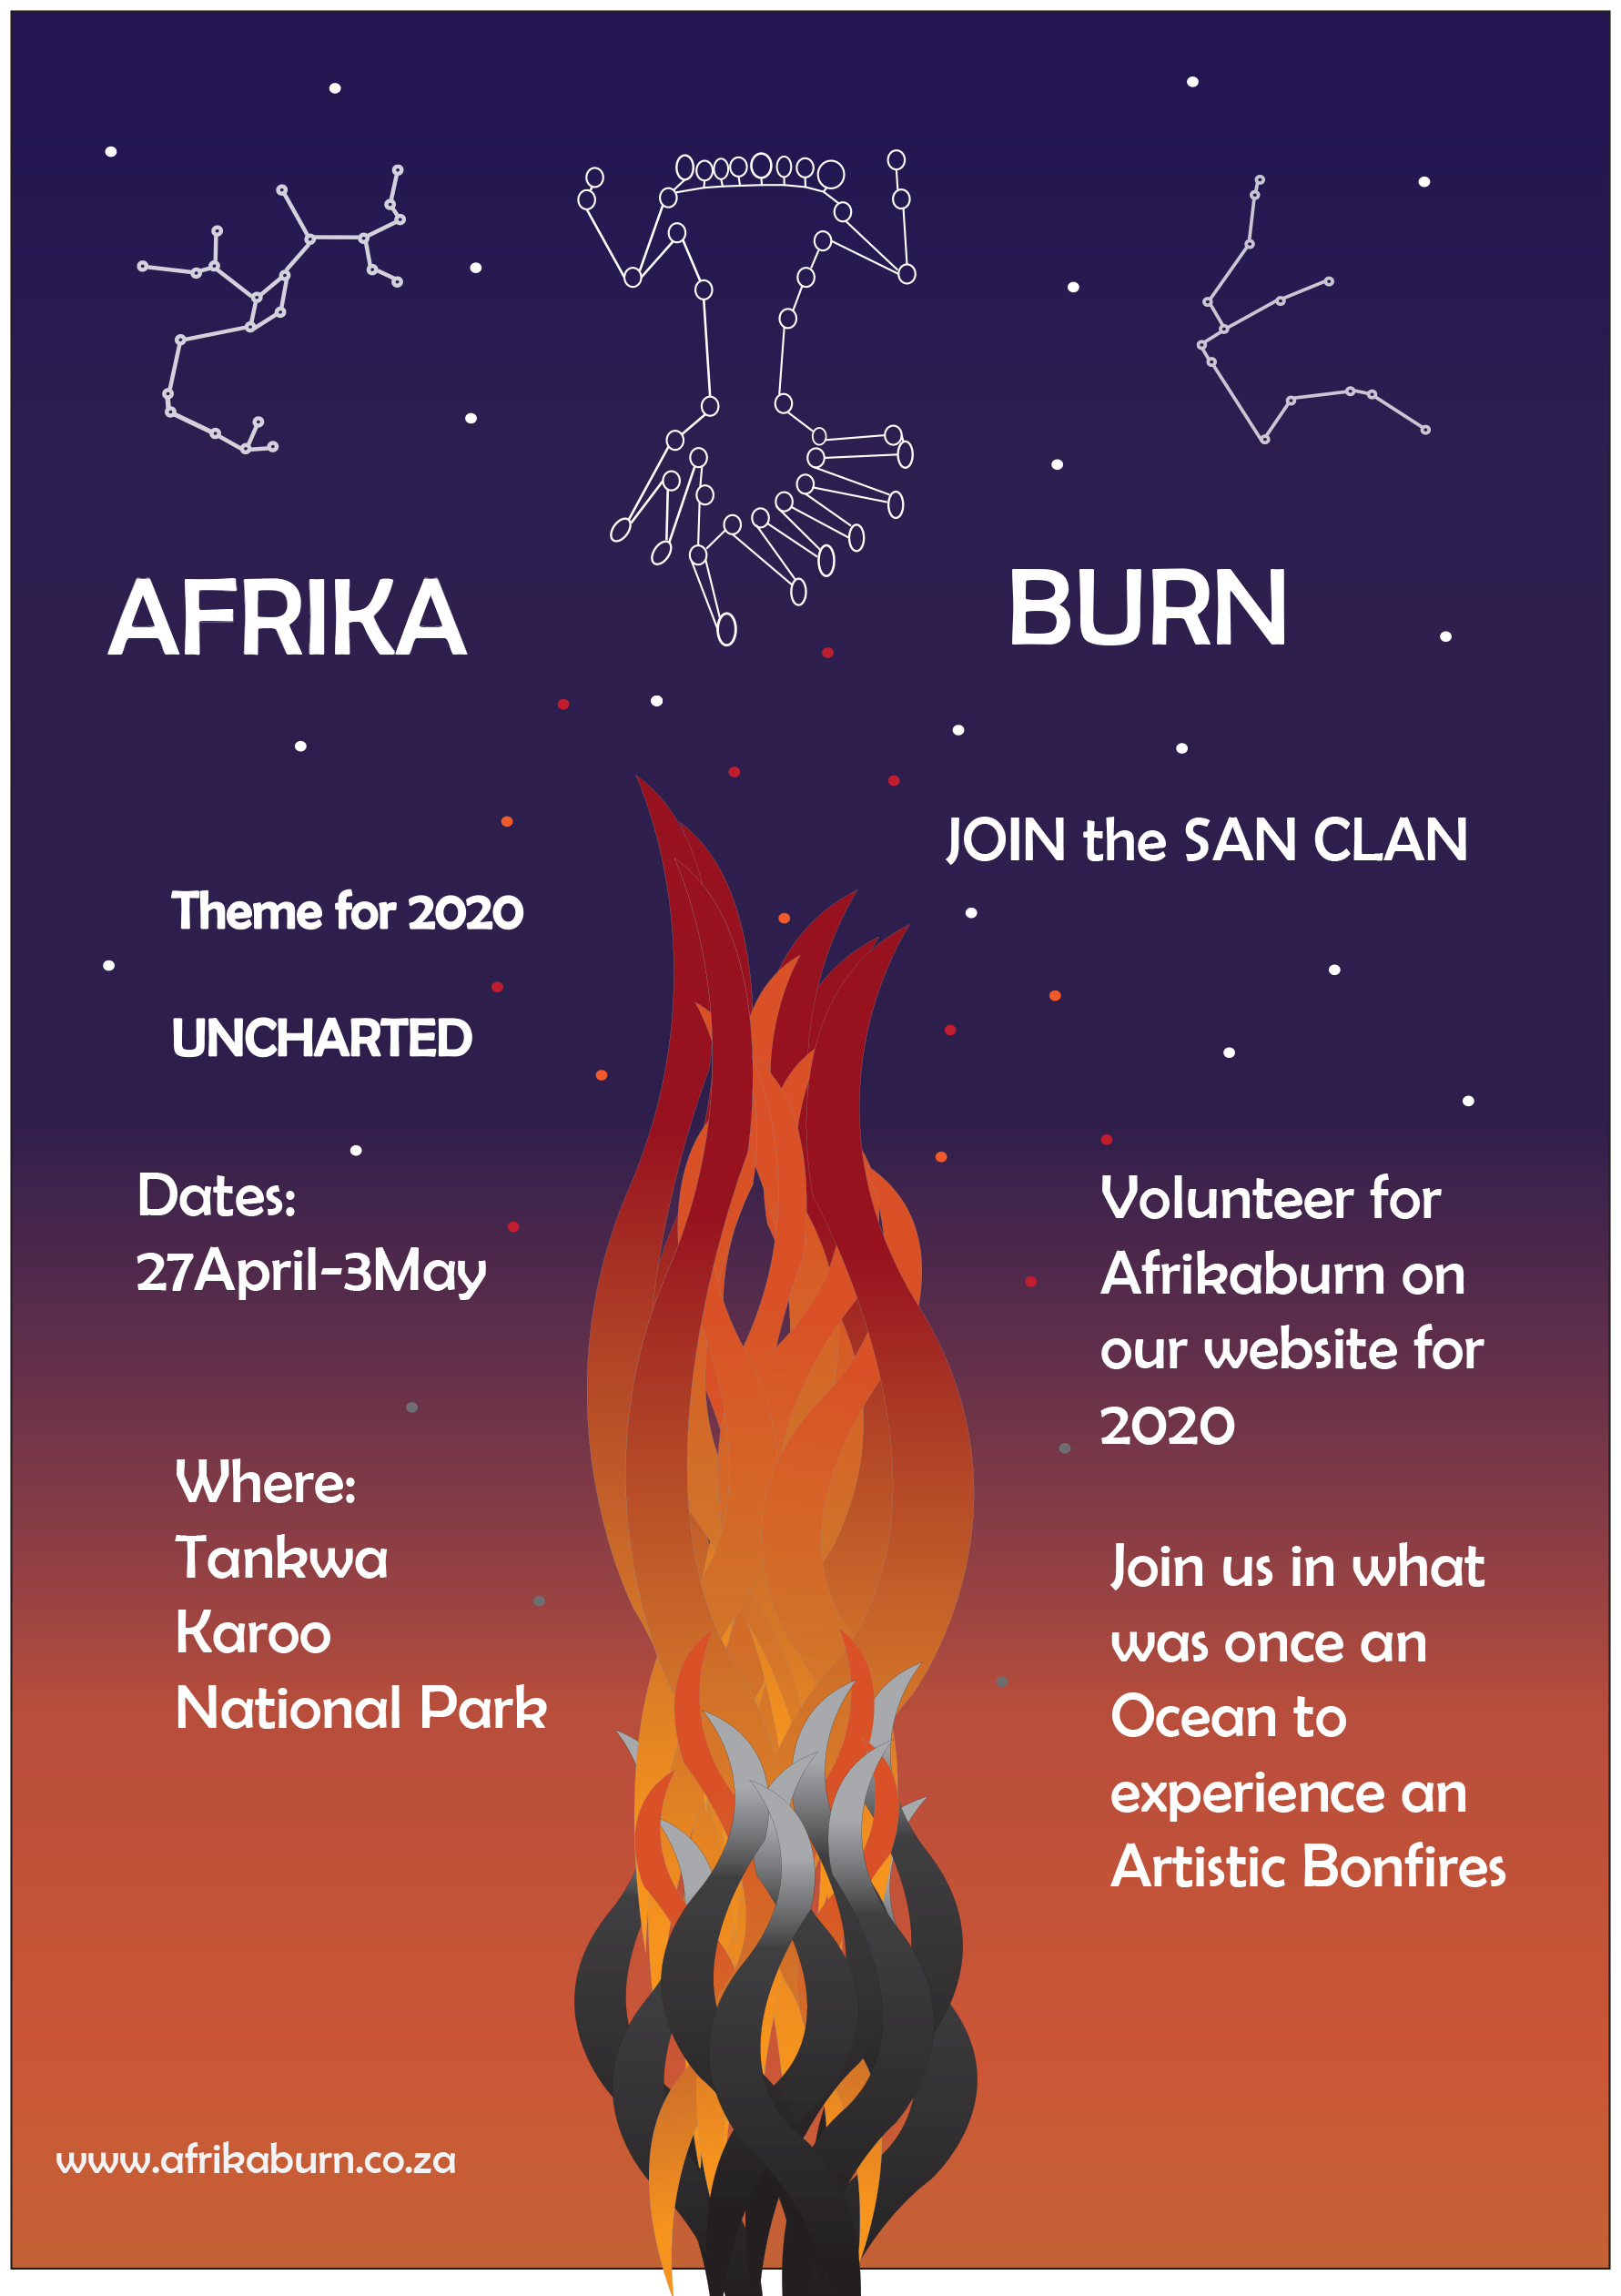 AFRIKA
BURN
JOIN the SAN CLAN
Theme for 2020
UNCHARTED
Dates:
27April-3May
Where:
Tankwa
Karoo
National Park
Volunteer for
Afrikaburn on
our website for
2020
Join us in what
was once an
Ocean to
experience an
Artistic Bonfires
www.afrikaburn.co.za